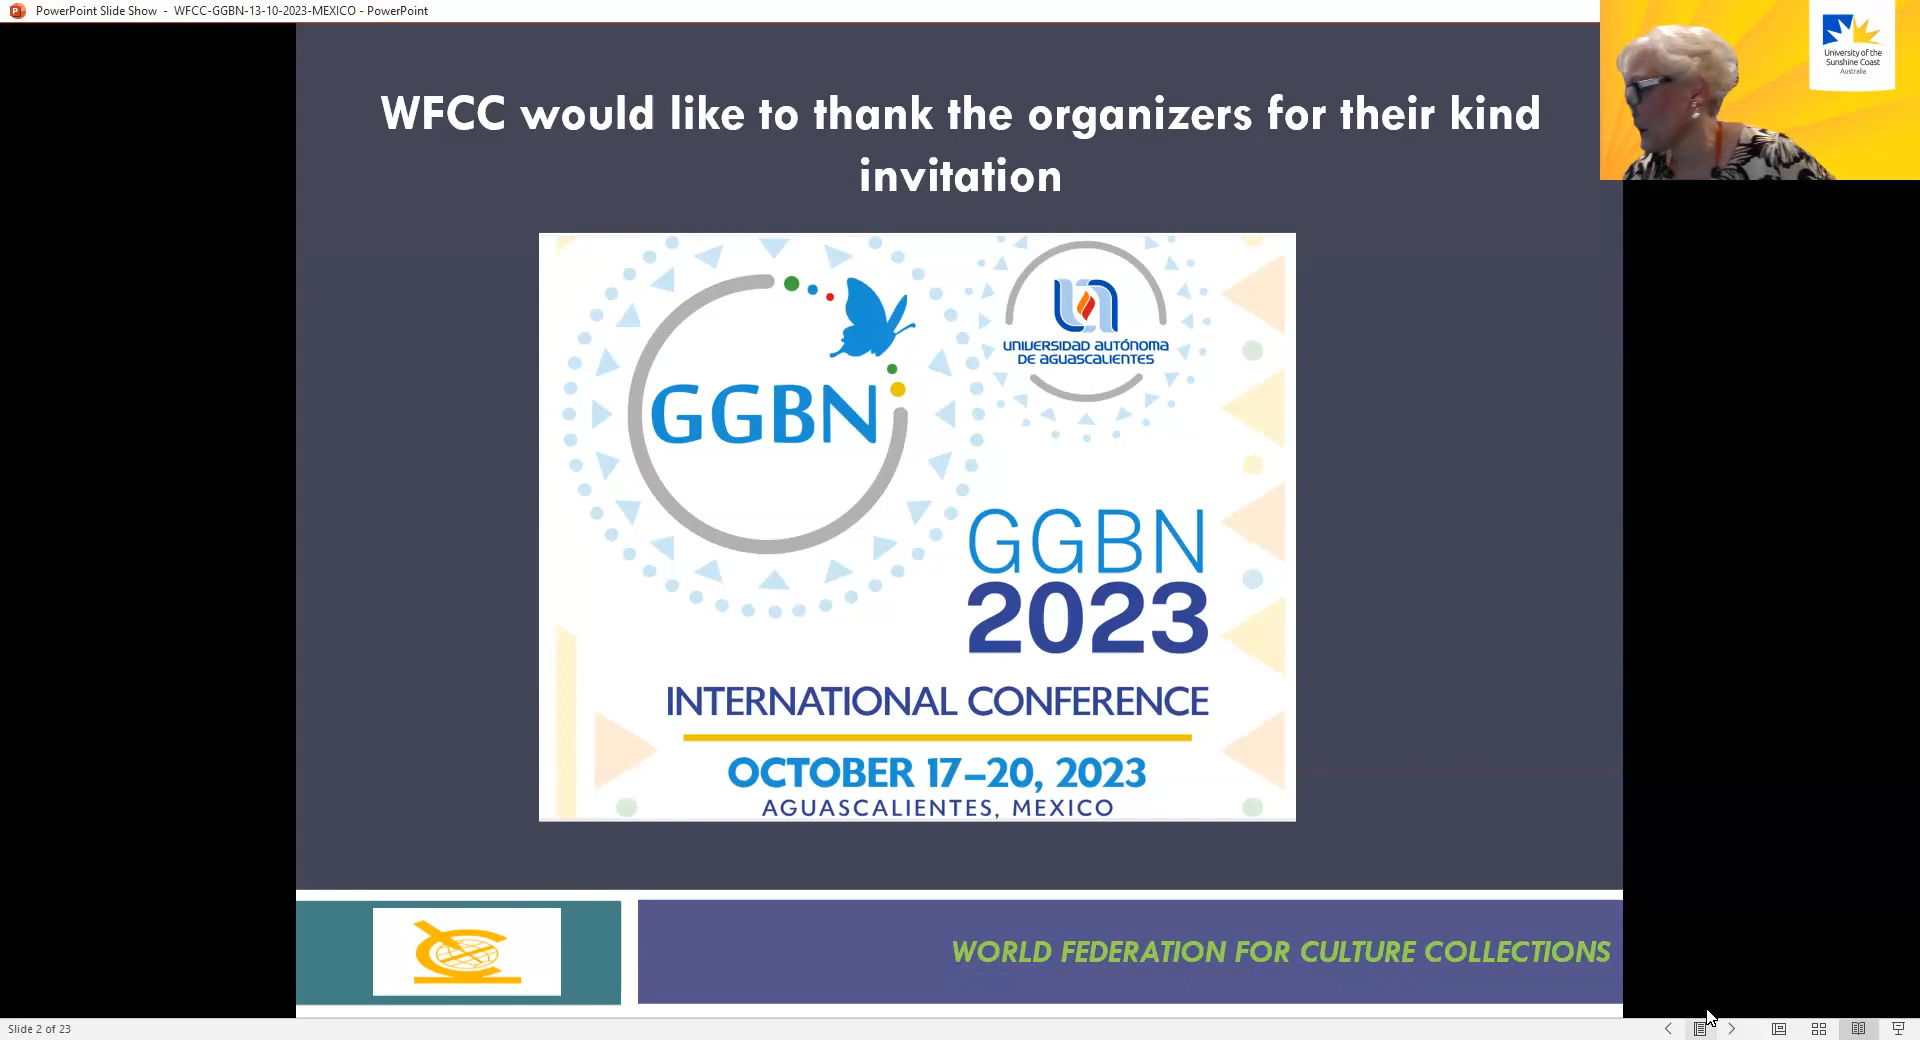 PowerPoint Slide Show - WFCC-GGBN-13-10-2023-MEXICO - PowerPoint
University of the
Sunshine Coast
Australia
WFCC would like to thank the organizers for their kind
invitation
GGBN
UNIVERSIDAD AUTÓNOMA
DE AGUASCALIENTES
GGBN
2023
INTERNATIONAL CONFERENCE
OCTOBER 17–20, 2023
AGUASCALIENTES, MEXICO
WORLD FEDERATION FOR CULTURE COLLECTIONS
Slide 2 of 23